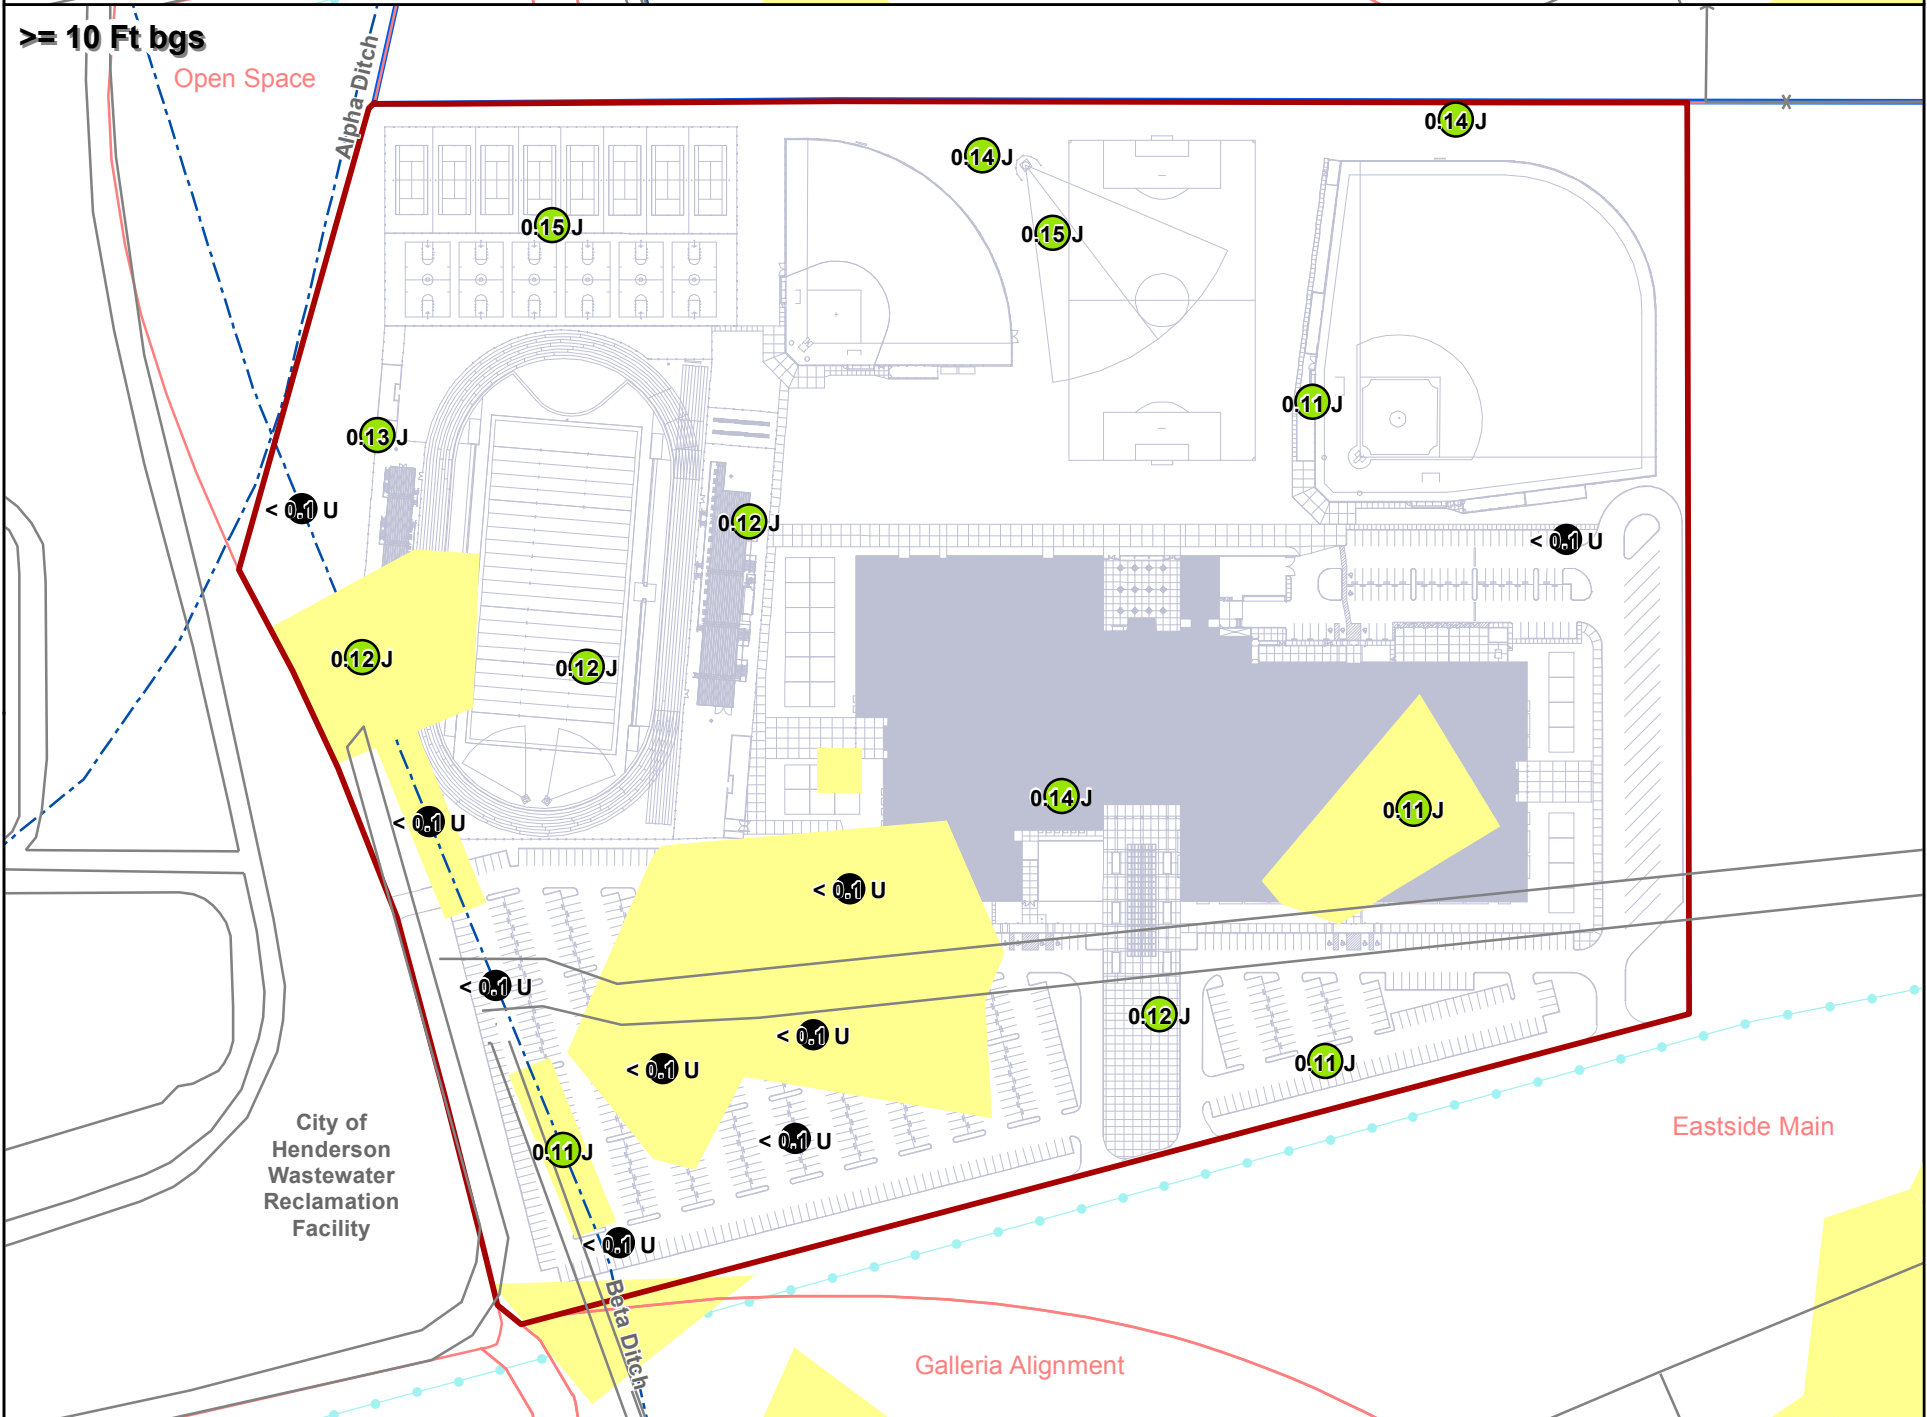 >= 10 Ft bgs
Open Space
Alpha Ditch
0.14 J
0.14 J
0.15 J
0.15 J
0.11 J
0.13 J
< 0.1 U
0.12 J
< 0.1 U
0.12 J
0.12 J
0.14 J
0.11 J
< 0.1 U
< 0.1 U
< 0.1 U
0.12 J
< 0.1 U
0.11 J
< 0.1 U
< 0.1 U
0.11 J
< 0.1 U
City of
Henderson
Wastewater
Reclamation
Facility
Eastside Main
Beta Ditch
Galleria Alignment
x